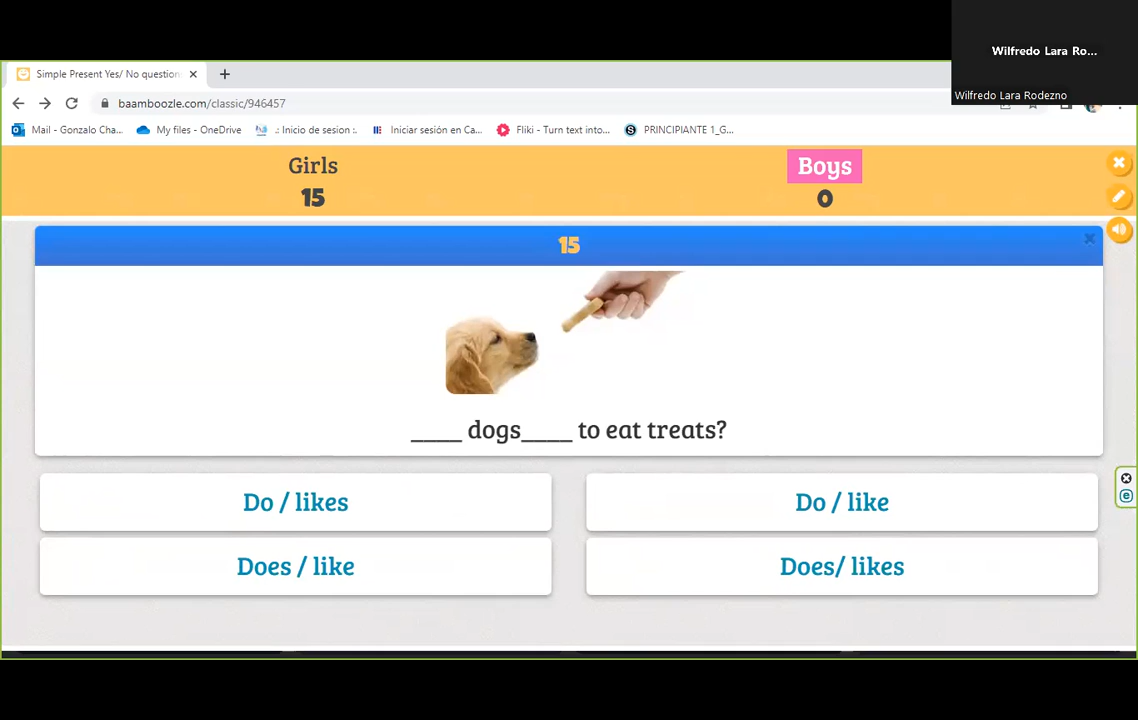 Wilfredo Lara Ro...
Wilfredo Lara Rodezno
Simple Present Yes/ No question
baamboozle.com/classic/946457
Mail - Gonzalo Cha...
My files - OneDrive
.: Inicio de sesion :.
Iniciar sesión en Ca...
Fliki - Turn text into...
PRINCIPIANTE 1_G...
Girls
15
Boys
0
15
____ dogs____ to eat treats?
Do / likes
Do / like
Does / like
Does/ likes